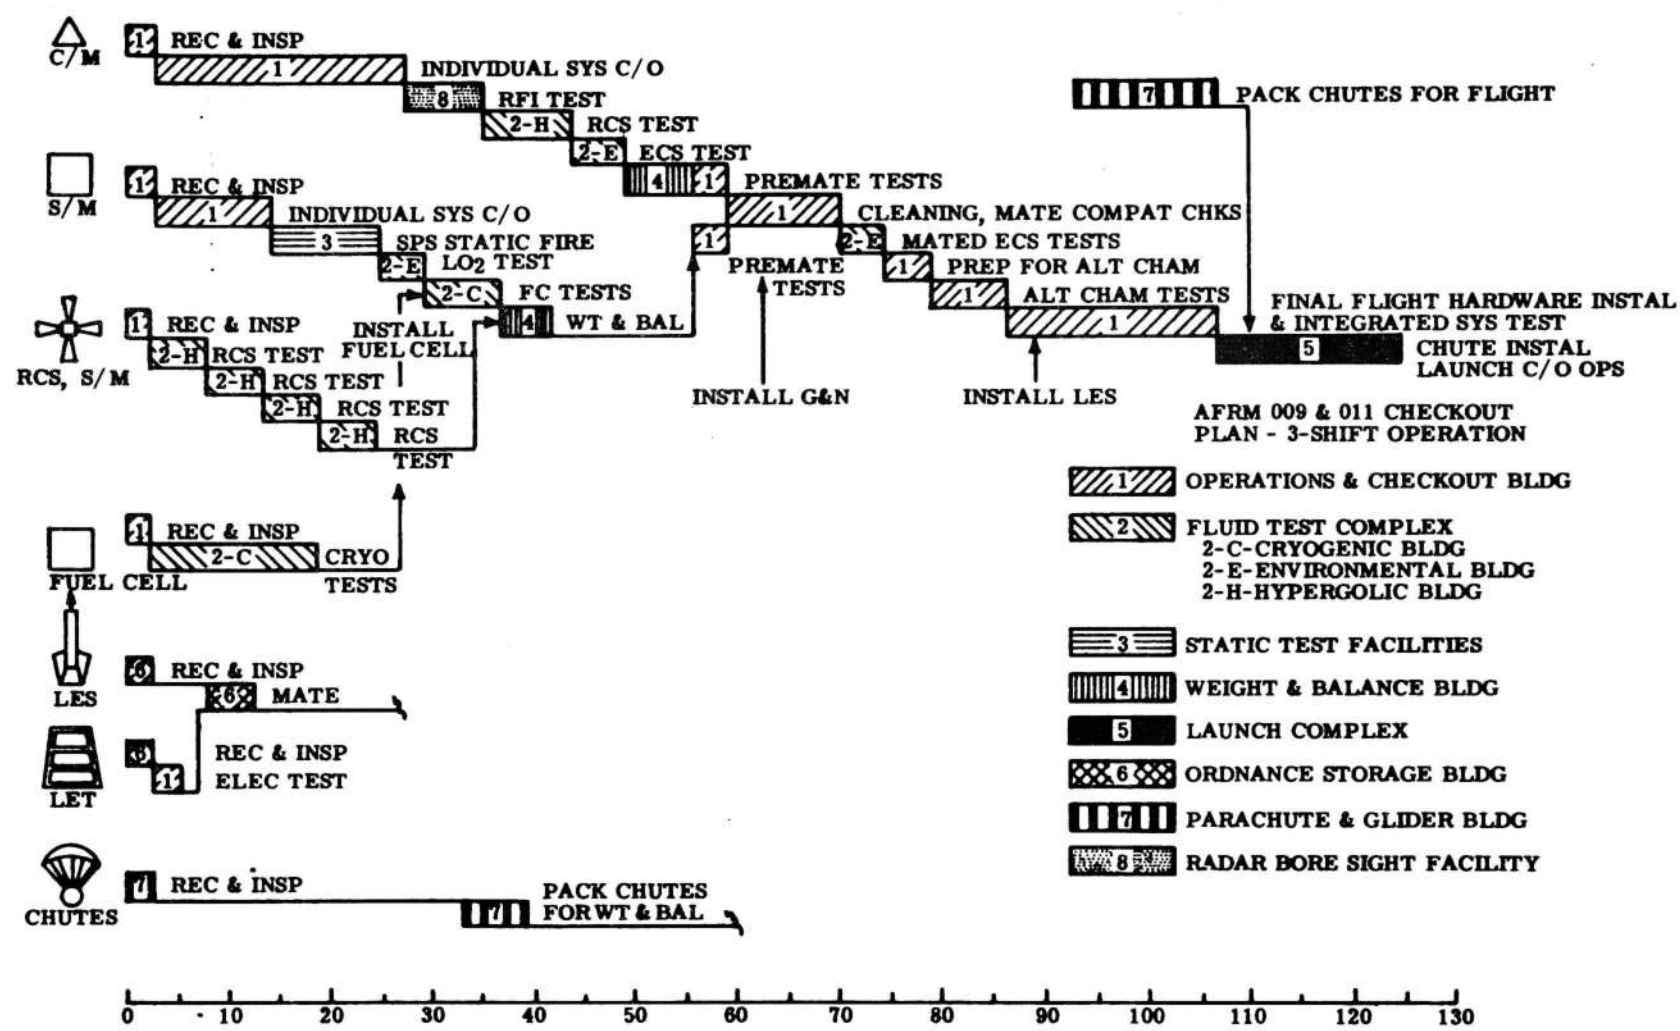 1 REC & INSP
C/M
1 INDIVIDUAL SYS C/O
8 RFI TEST
7 PACK CHUTES FOR FLIGHT
2-H RCS TEST
2-E ECS TEST
4 1 PREMATE TESTS
1 REC & INSP
S/M
1 INDIVIDUAL SYS C/O
1 CLEANING, MATE COMPAT CHKS
3 SPS STATIC FIRE
1 PREMATE TESTS
2-E MATED ECS TESTS
2-E LO2 TEST
1 PREP FOR ALT CHAM
2-C FC TESTS
1 ALT CHAM TESTS
INSTALL FUEL CELL
4 WT & BAL
1 FINAL FLIGHT HARDWARE INSTAL
& INTEGRATED SYS TEST
5 CHUTE INSTAL
LAUNCH C/O OPS
1 REC & INSP
RCS, S/M
2-H RCS TEST
2-H RCS TEST
2-H RCS TEST
2-H RCS
TEST
INSTALL G&N
INSTALL LES
AFRM 009 & 011 CHECKOUT
PLAN - 3-SHIFT OPERATION
1 OPERATIONS & CHECKOUT BLDG
2 FLUID TEST COMPLEX
2-C-CRYOGENIC BLDG
2-E-ENVIRONMENTAL BLDG
2-H-HYPERGOLIC BLDG
3 STATIC TEST FACILITIES
4 WEIGHT & BALANCE BLDG
5 LAUNCH COMPLEX
6 ORDNANCE STORAGE BLDG
7 PARACHUTE & GLIDER BLDG
8 RADAR BORE SIGHT FACILITY
1 REC & INSP
2-C CRYO
TESTS
FUEL CELL
6 REC & INSP
LES
6 MATE
6 REC & INSP
1 ELEC TEST
LET
7 REC & INSP
CHUTES
7 PACK CHUTES
FOR WT & BAL
0 10 20 30 40 50 60 70 80 90 100 110 120 130